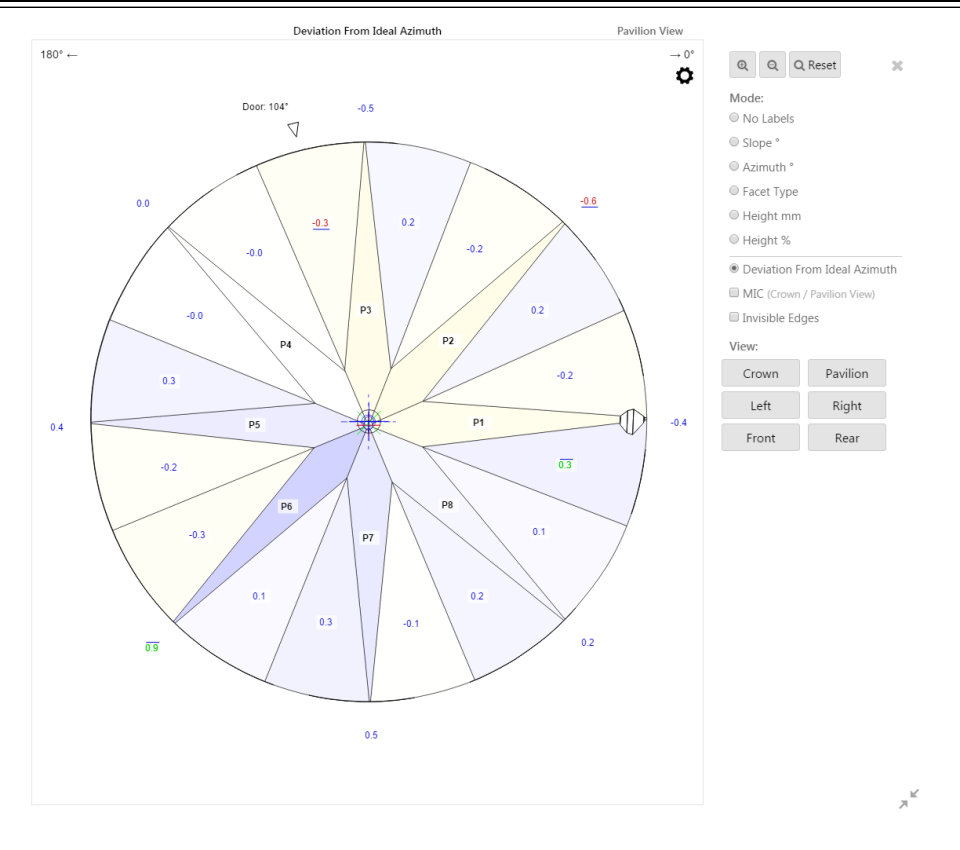 Deviation From Ideal Azimuth
Pavilion View
180° ←
→ 0°
Reset
Door: 104°
-0.5
Mode:
No Labels
Slope °
Azimuth °
Facet Type
Height mm
Height %
Deviation From Ideal Azimuth
MIC (Crown / Pavilion View)
Invisible Edges
View:
Crown
Pavilion
Left
Right
Front
Rear
0.0
-0.6
-0.3
0.2
-0.0
-0.2
-0.0
P3
0.2
P4
P2
0.3
-0.2
0.4
P5
P1
-0.4
-0.2
0.3
P6
P8
-0.3
P7
0.1
0.1
0.2
0.3
-0.1
0.9
0.2
0.5